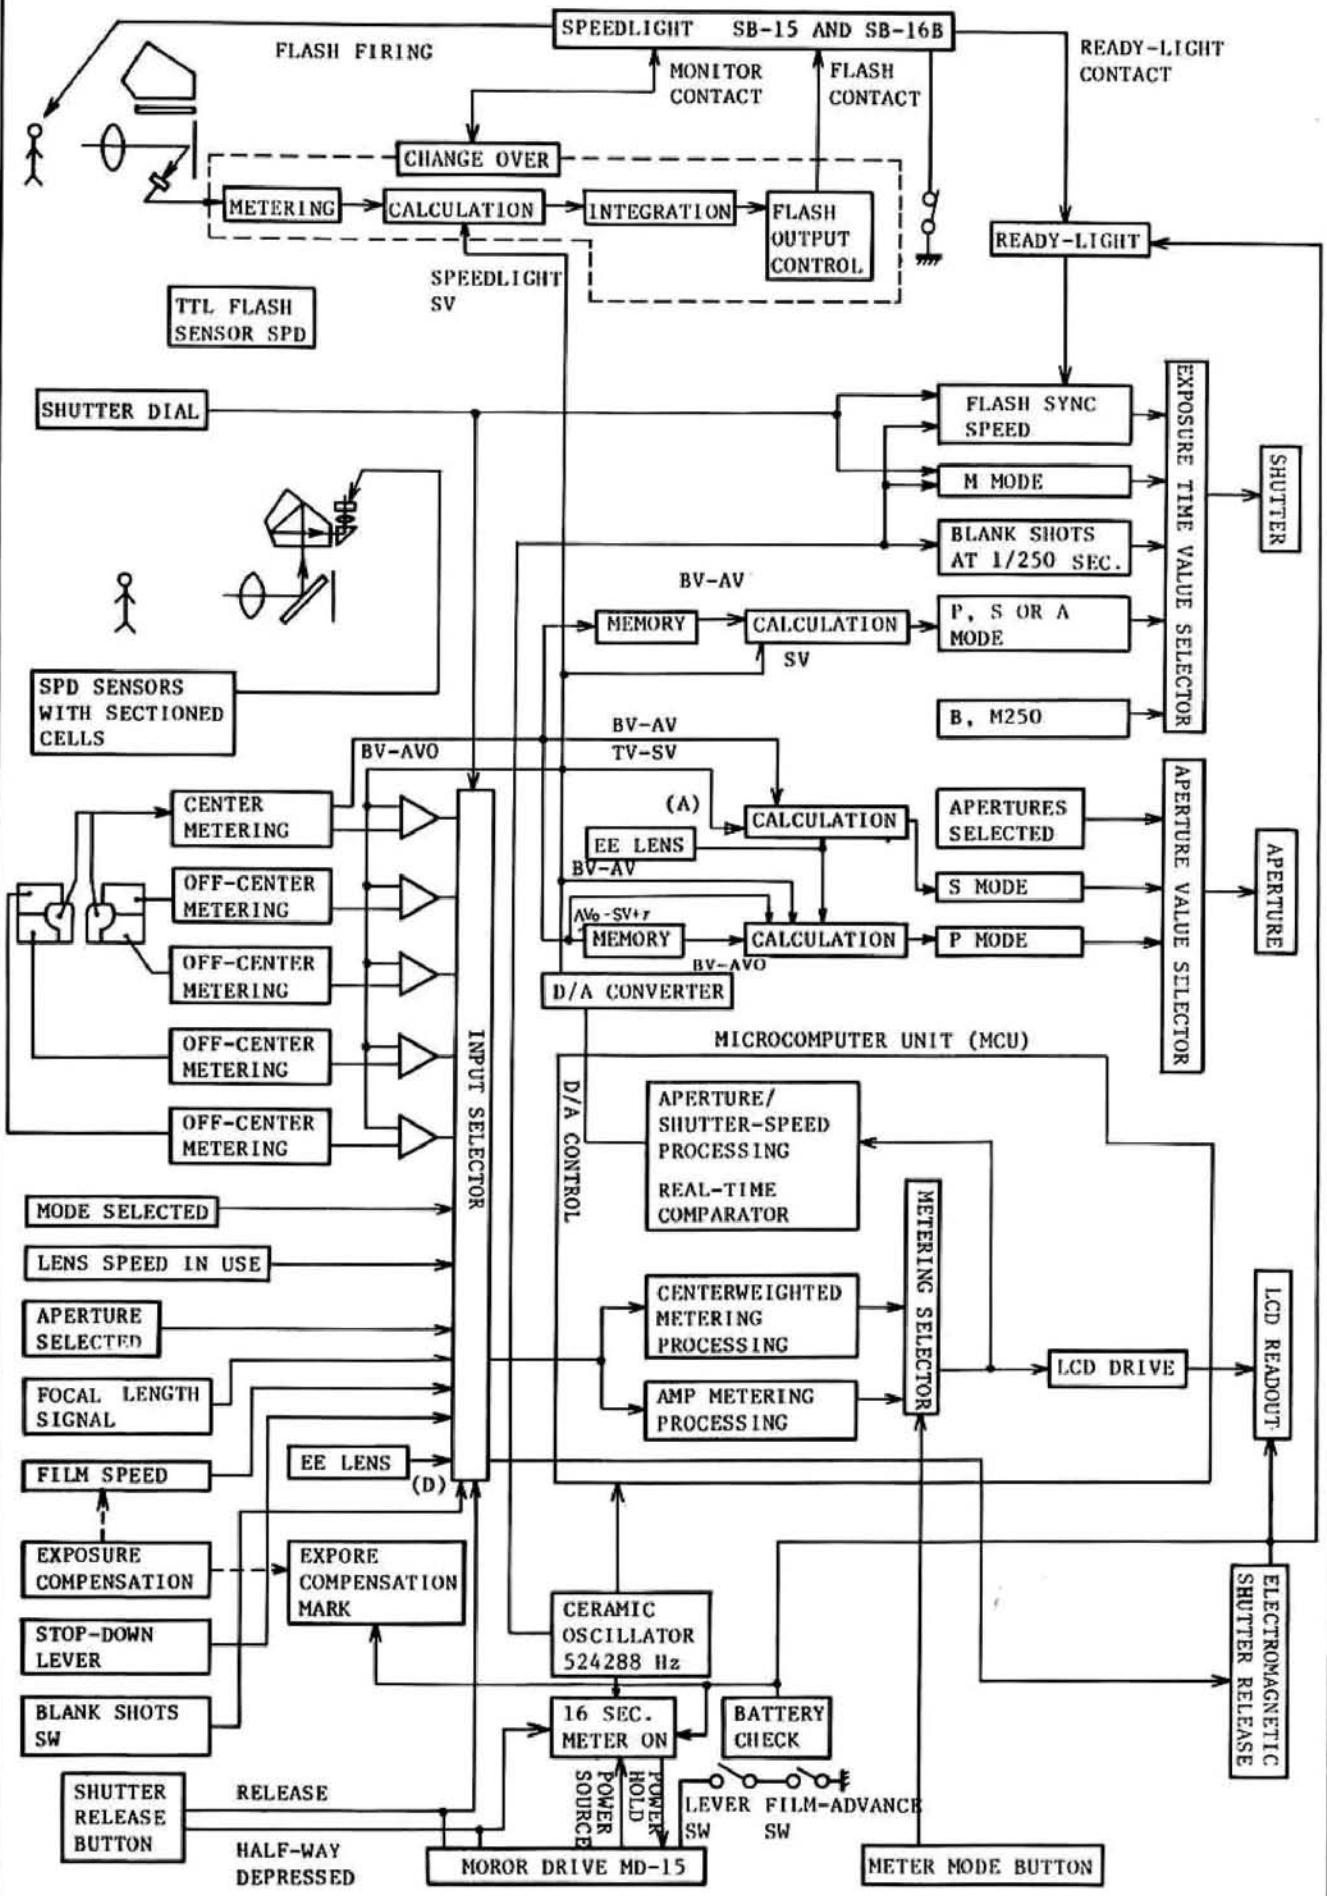 SPEEDLIGHT SB-15 AND SB-16B
FLASH FIRING
MONITOR
CONTACT
FLASH
CONTACT
READY-LIGHT
CONTACT
CHANGE OVER
METERING
CALCULATION
INTEGRATION
FLASH
OUTPUT
CONTROL
READY-LIGHT
SPEEDLIGHT
SV
TTL FLASH
SENSOR SPD
SHUTTER DIAL
FLASH SYNC
SPEED
M MODE
BLANK SHOTS
AT 1/250 SEC.
P, S OR A
MODE
B, M250
EXPOSURE TIME VALUE SELECTOR
SHUTTER
BV-AV
MEMORY
CALCULATION
SV
SPD SENSORS
WITH SECTIONED
CELLS
BV-AV
BV-AVO
TV-SV
CENTER
METERING
OFF-CENTER
METERING
OFF-CENTER
METERING
OFF-CENTER
METERING
OFF-CENTER
METERING
(A)
CALCULATION
EE LENS
BV-AV
AVo-SV+r
MEMORY
CALCULATION
BV-AVO
D/A CONVERTER
APERTURES
SELECTED
S MODE
P MODE
APERTURE VALUE SELECTOR
APERTURE
INPUT SELECTOR
MICROCOMPUTER UNIT (MCU)
D/A CONTROL
APERTURE/
SHUTTER-SPEED
PROCESSING
REAL-TIME
COMPARATOR
CENTERWEIGHTED
METERING
PROCESSING
AMP METERING
PROCESSING
METERING SELECTOR
LCD DRIVE
LCD READOUT
MODE SELECTED
LENS SPEED IN USE
APERTURE
SELECTED
FOCAL LENGTH
SIGNAL
FILM SPEED
EE LENS
(D)
EXPOSURE
COMPENSATION
EXPORE
COMPENSATION
MARK
STOP-DOWN
LEVER
BLANK SHOTS
SW
CERAMIC
OSCILLATOR
524288 Hz
16 SEC.
METER ON
BATTERY
CHECK
ELECTROMAGNETIC
SHUTTER RELEASE
SHUTTER
RELEASE
BUTTON
RELEASE
HALF-WAY
DEPRESSED
POWER
SOURCE
POWER
HOLD
LEVER
SW
FILM-ADVANCE
SW
MOROR DRIVE MD-15
METER MODE BUTTON